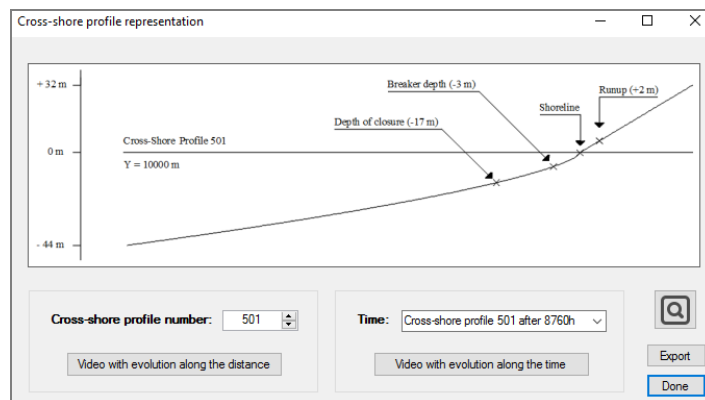 Cross-shore profile representation
+ 32 m
Breaker depth (-3 m)
Runup (+2 m)
Shoreline
Depth of closure (-17 m)
Cross-Shore Profile 501
0 m
Y = 10000 m
- 44 m
Cross-shore profile number: 501
Time: Cross-shore profile 501 after 8760h
Video with evolution along the distance
Video with evolution along the time
Export
Done